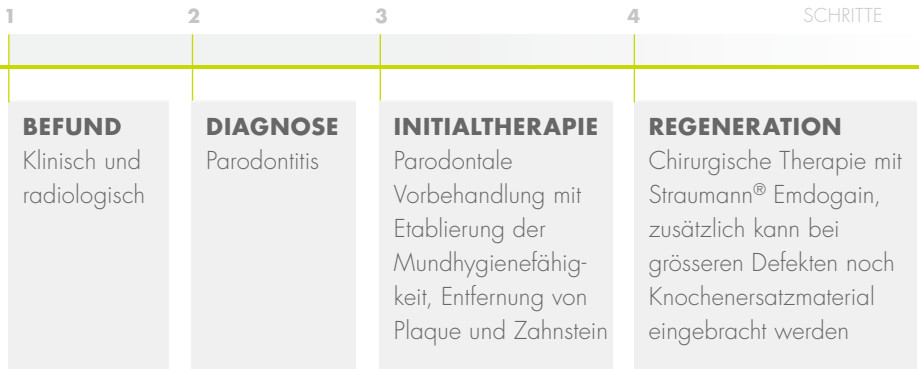 1 2 3 4 SCHRITTE
BEFUND
Klinisch und
radiologisch
DIAGNOSE
Parodontitis
INITIALTHERAPIE
Parodontale
Vorbehandlung mit
Etablierung der
Mundhygienefähig-
keit, Entfernung von
Plaque und Zahnstein
REGENERATION
Chirurgische Therapie mit
Straumann® Emdogain,
zusätzlich kann bei
grösseren Defekten noch
Knochenersatzmaterial
eingebracht werden